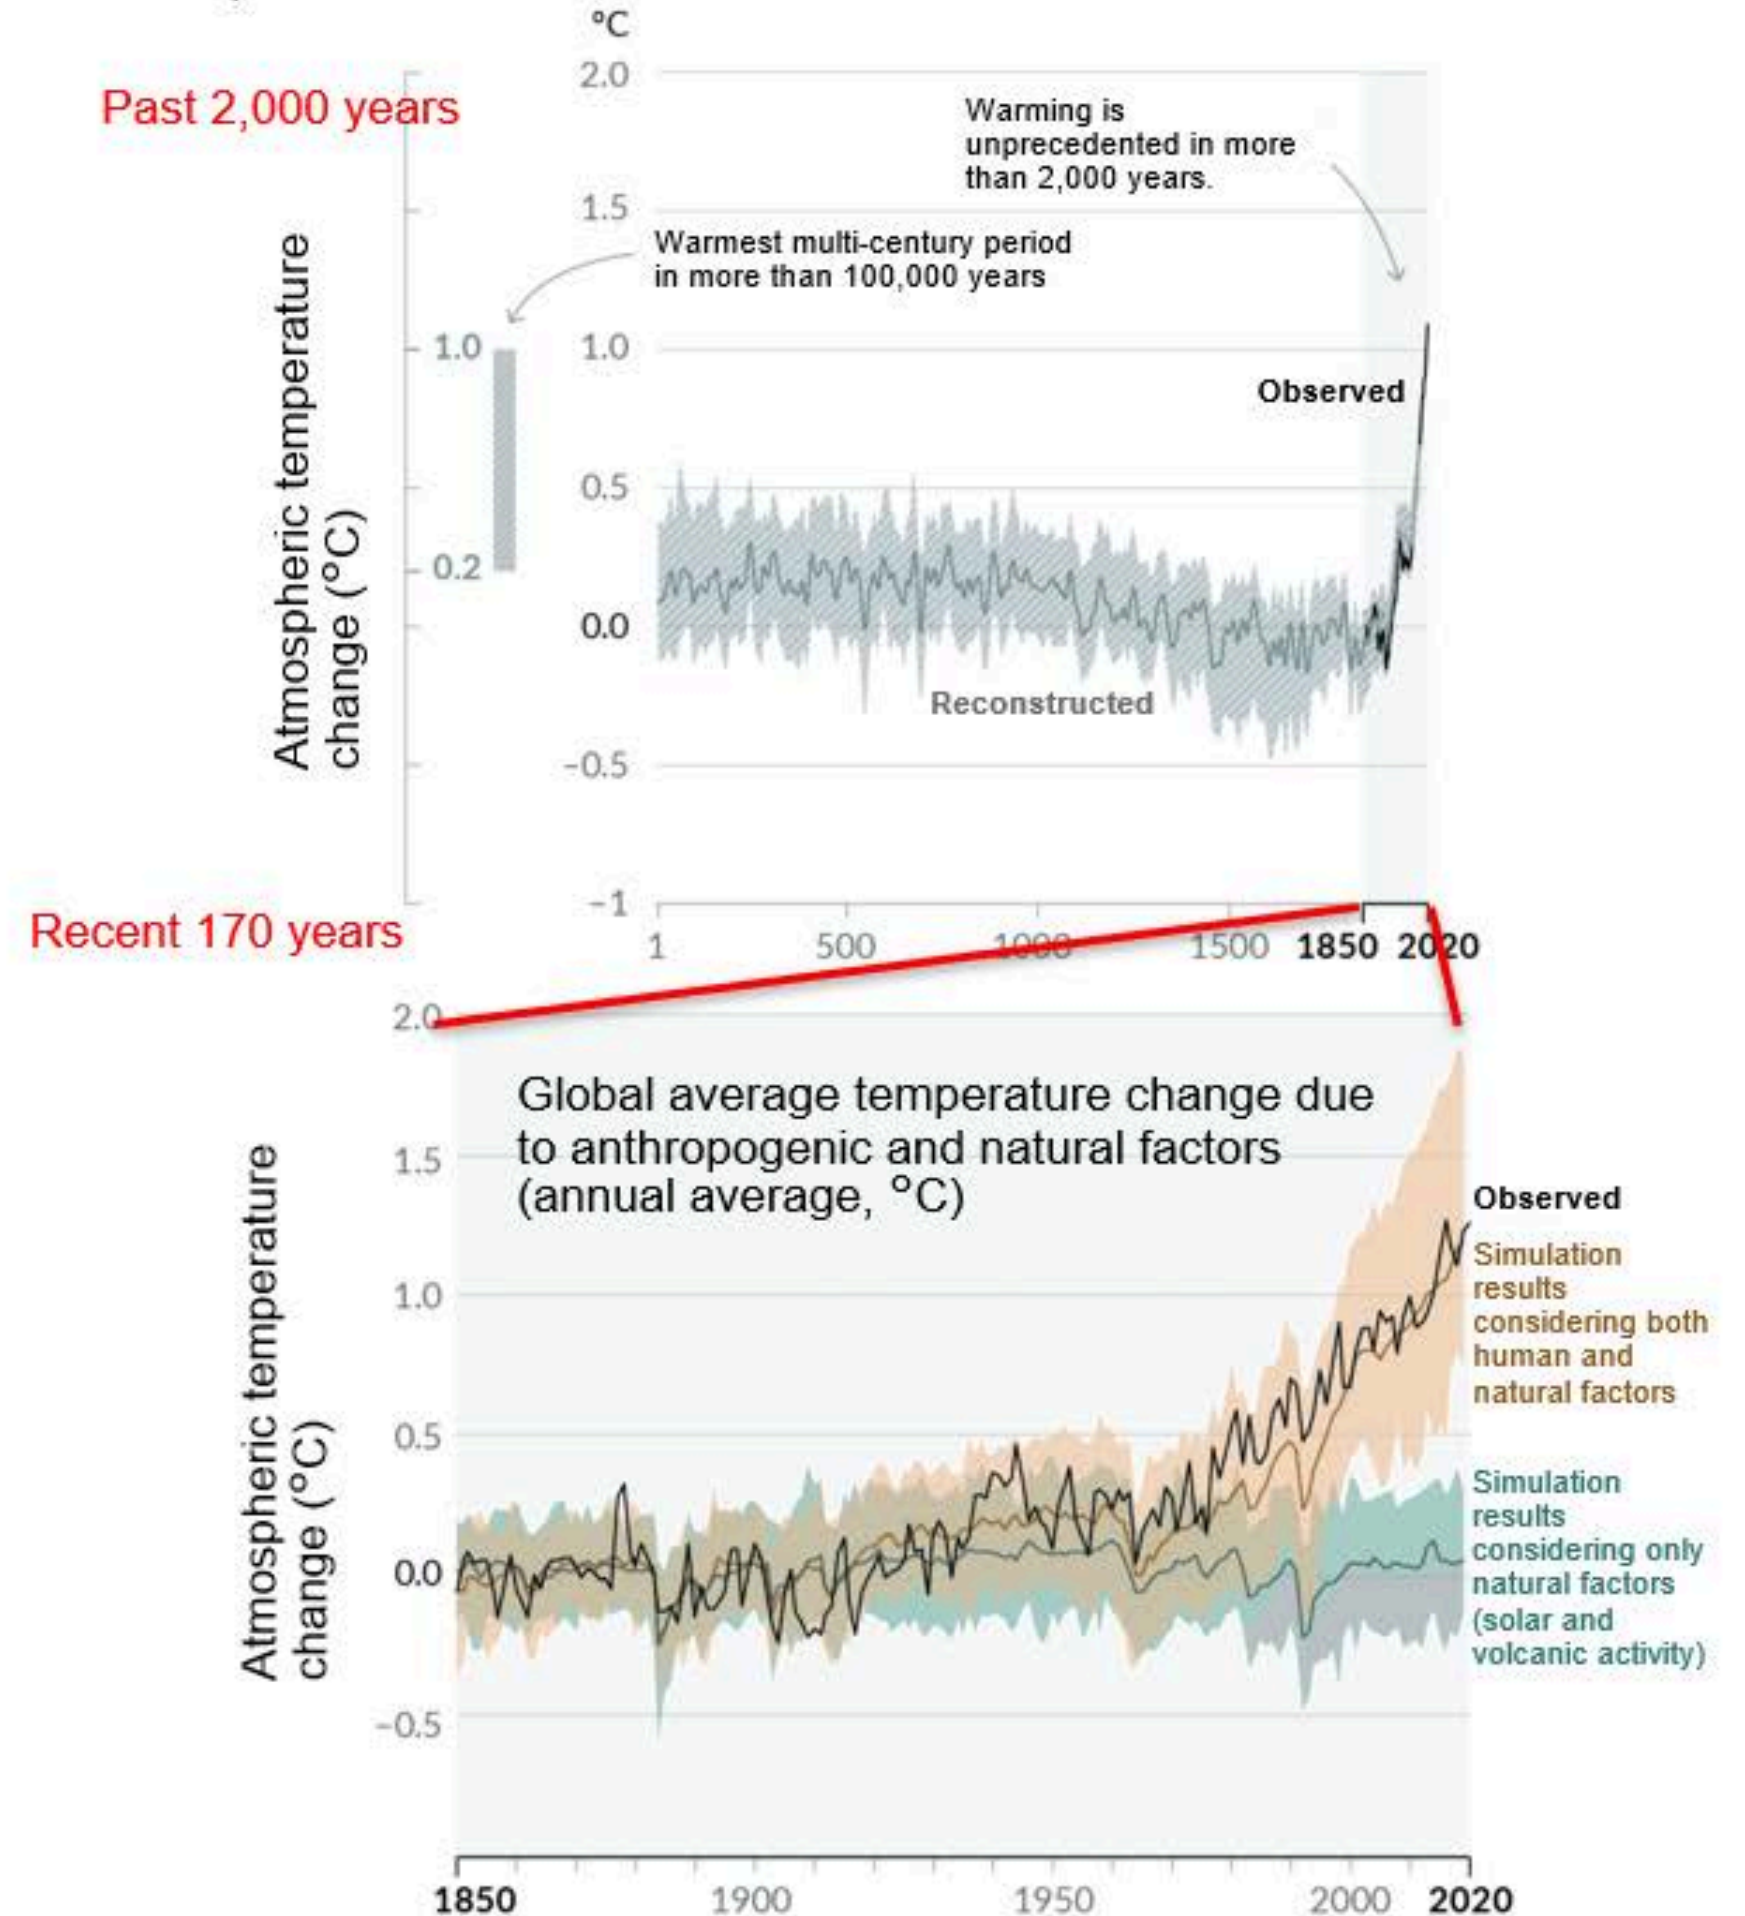 °C
Past 2,000 years
2.0
Warming is
unprecedented in more
than 2,000 years.
1.5
Warmest multi-century period
in more than 100,000 years
1.0
1.0
Observed
0.5
0.2
0.0
Reconstructed
−0.5
−1
Atmospheric temperature
change (°C)
1
500
1000
1500
1850
2020
Recent 170 years
2.0
Global average temperature change due
to anthropogenic and natural factors
(annual average, °C)
1.5
1.0
0.5
0.0
−0.5
Atmospheric temperature
change (°C)
Observed
Simulation
results
considering both
human and
natural factors
Simulation
results
considering only
natural factors
(solar and
volcanic activity)
1850
1900
1950
2000
2020